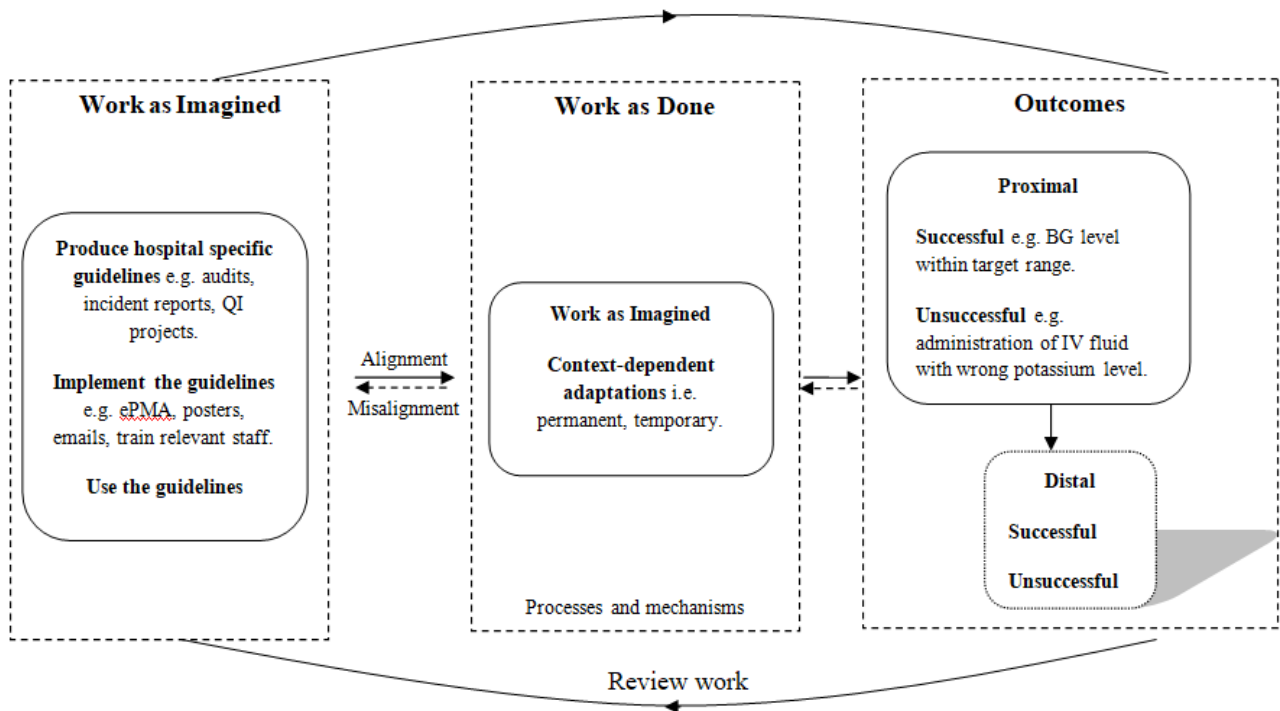 Work as Imagined
Produce hospital specific
guidelines e.g. audits,
incident reports, QI
projects.
Implement the guidelines
e.g. ePMA, posters,
emails, train relevant staff.
Use the guidelines
Alignment
Misalignment
Work as Done
Work as Imagined
Context-dependent
adaptations i.e.
permanent, temporary.
Processes and mechanisms
Outcomes
Proximal
Successful e.g. BG level
within target range.
Unsuccessful e.g.
administration of IV fluid
with wrong potassium level.
Distal
Successful
Unsuccessful
Review work